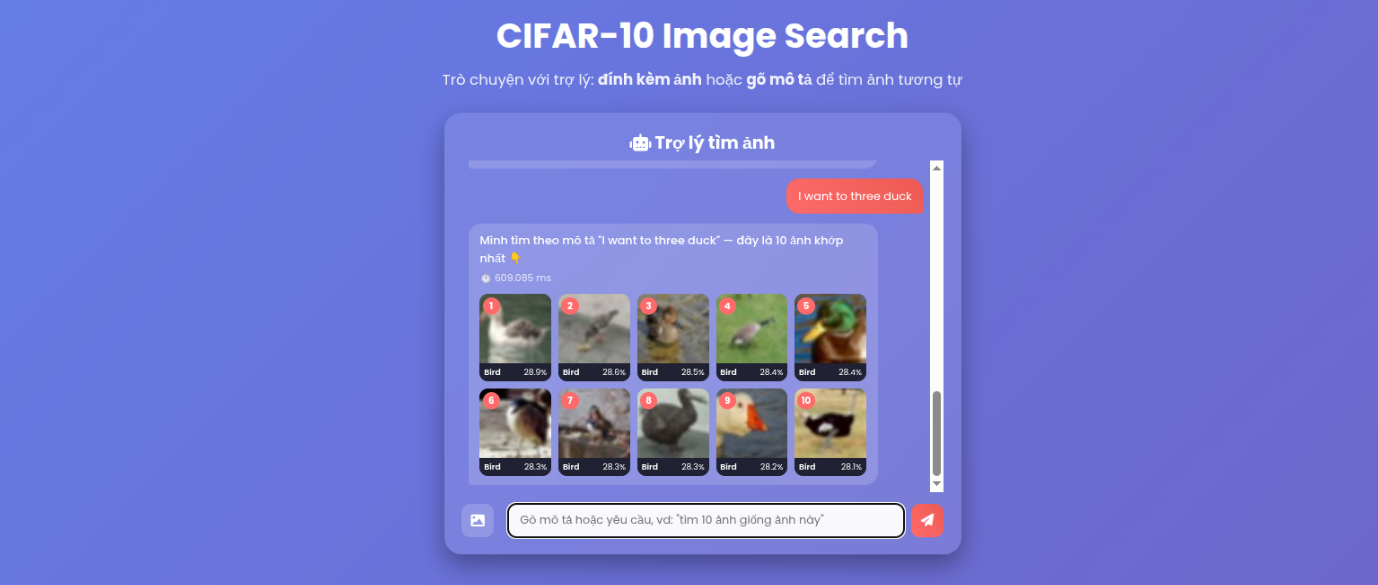 CIFAR-10 Image Search
Trò chuyện với trợ lý: đính kèm ảnh hoặc gõ mô tả để tìm ảnh tương tự
Trợ lý tìm ảnh
I want to three duck
Mình tìm theo mô tả "I want to three duck" — đây là 10 ảnh khớp
nhất 👇
⏱ 609.085 ms
1 2 3 4 5
Bird 28.9% Bird 28.6% Bird 28.5% Bird 28.4% Bird 28.4%
6 7 8 9 10
Bird 28.3% Bird 28.3% Bird 28.3% Bird 28.2% Bird 28.1%
Gõ mô tả hoặc yêu cầu, vd: "tìm 10 ảnh giống ảnh này"